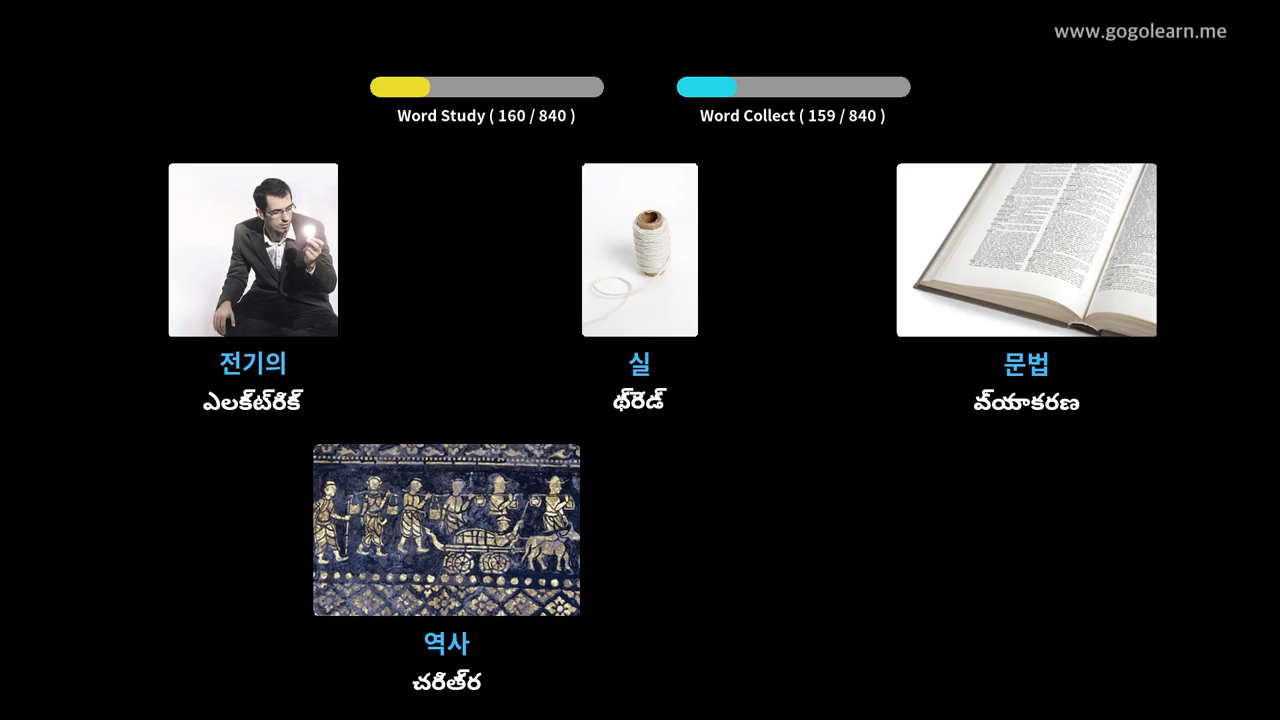 www.gogolearn.me
Word Study ( 160 / 840 )
Word Collect ( 159 / 840 )
전기의
실
문법
ఎలక్ట్రిక్
థ్రెడ్
వ్యాకరణ
역사
చరిత్ర